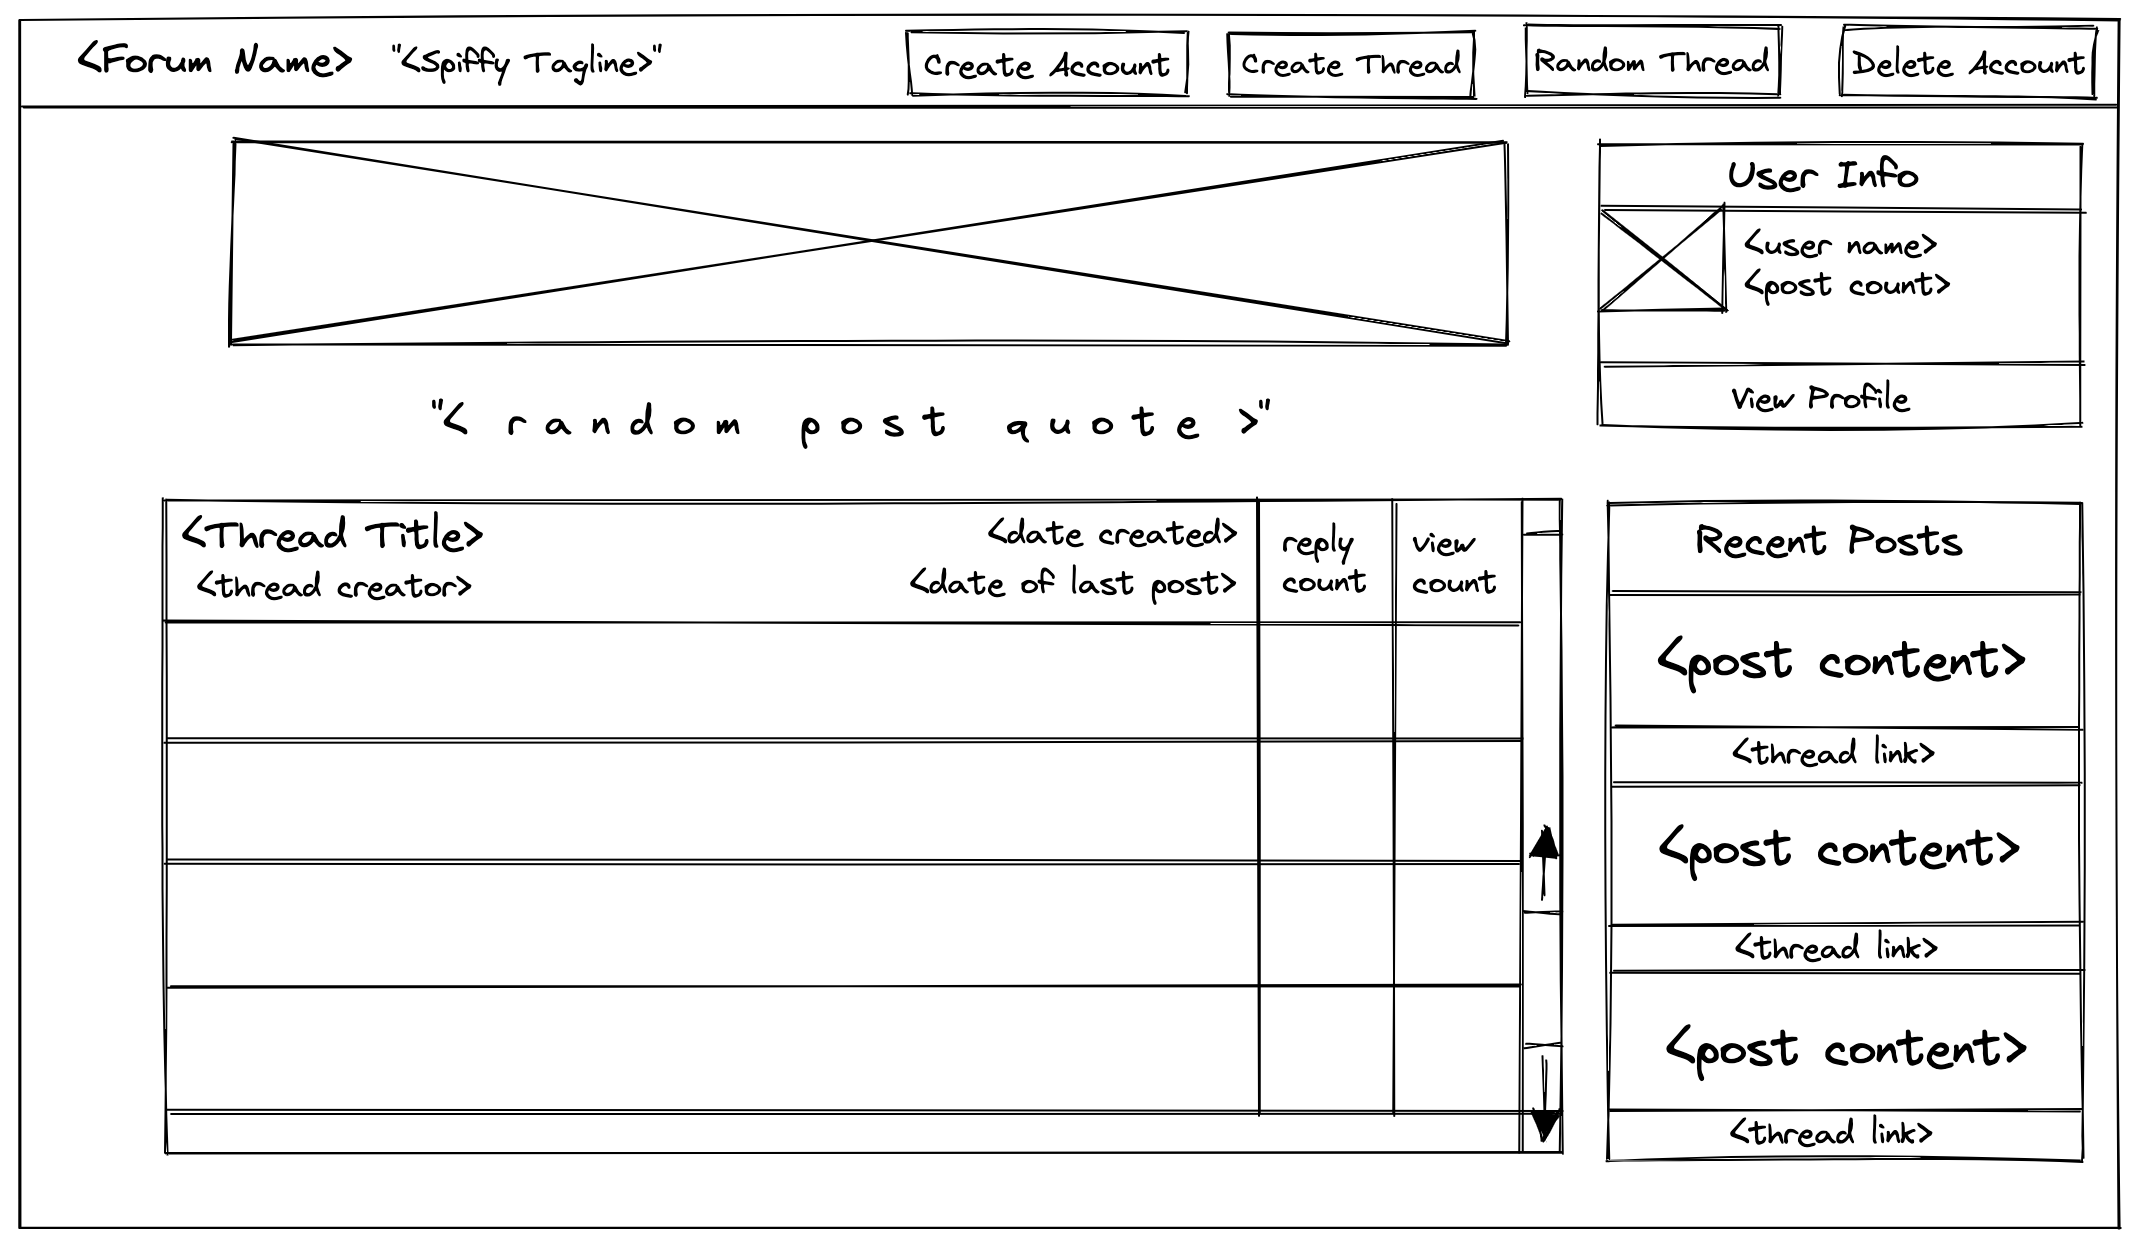 <Forum Name> "<Spiffy Tagline>" Create Account Create Thread Random Thread Delete Account
User Info
<user name>
<post count>
View Profile
"< random post quote >"
<Thread Title>
<thread creator>
<date created>
<date of last post>
reply
count
view
count
Recent Posts
<post content>
<thread link>
<post content>
<thread link>
<post content>
<thread link>